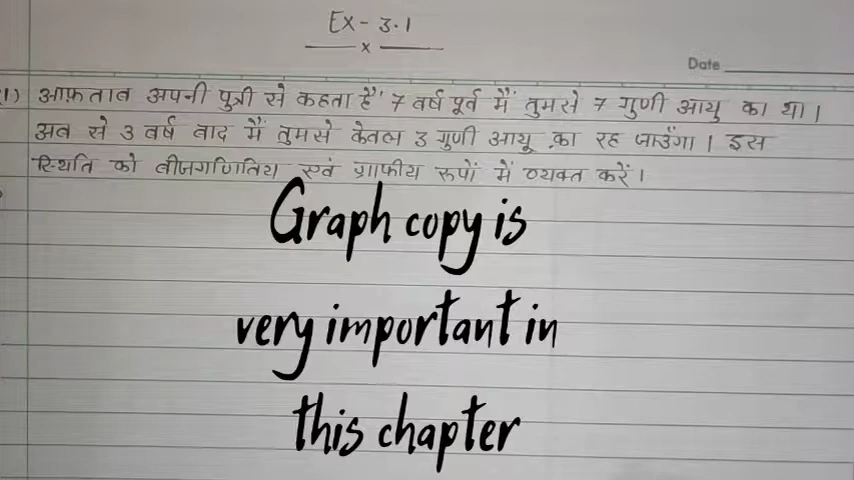 Ex - 3.1
x
Date
1) आफ़ताब अपनी पुत्री से कहता है' 7 वर्ष पूर्व मैं तुमसे 7 गुणी आयु का था।
अब से 3 वर्ष बाद मैं तुमसे केवल 3 गुणी आयु का रह जाउँगा। इस
स्थिति को बीजगणितिय एवं ग्राफीय रूपों में व्यक्त करें।
Graph copy is
very important in
this chapter